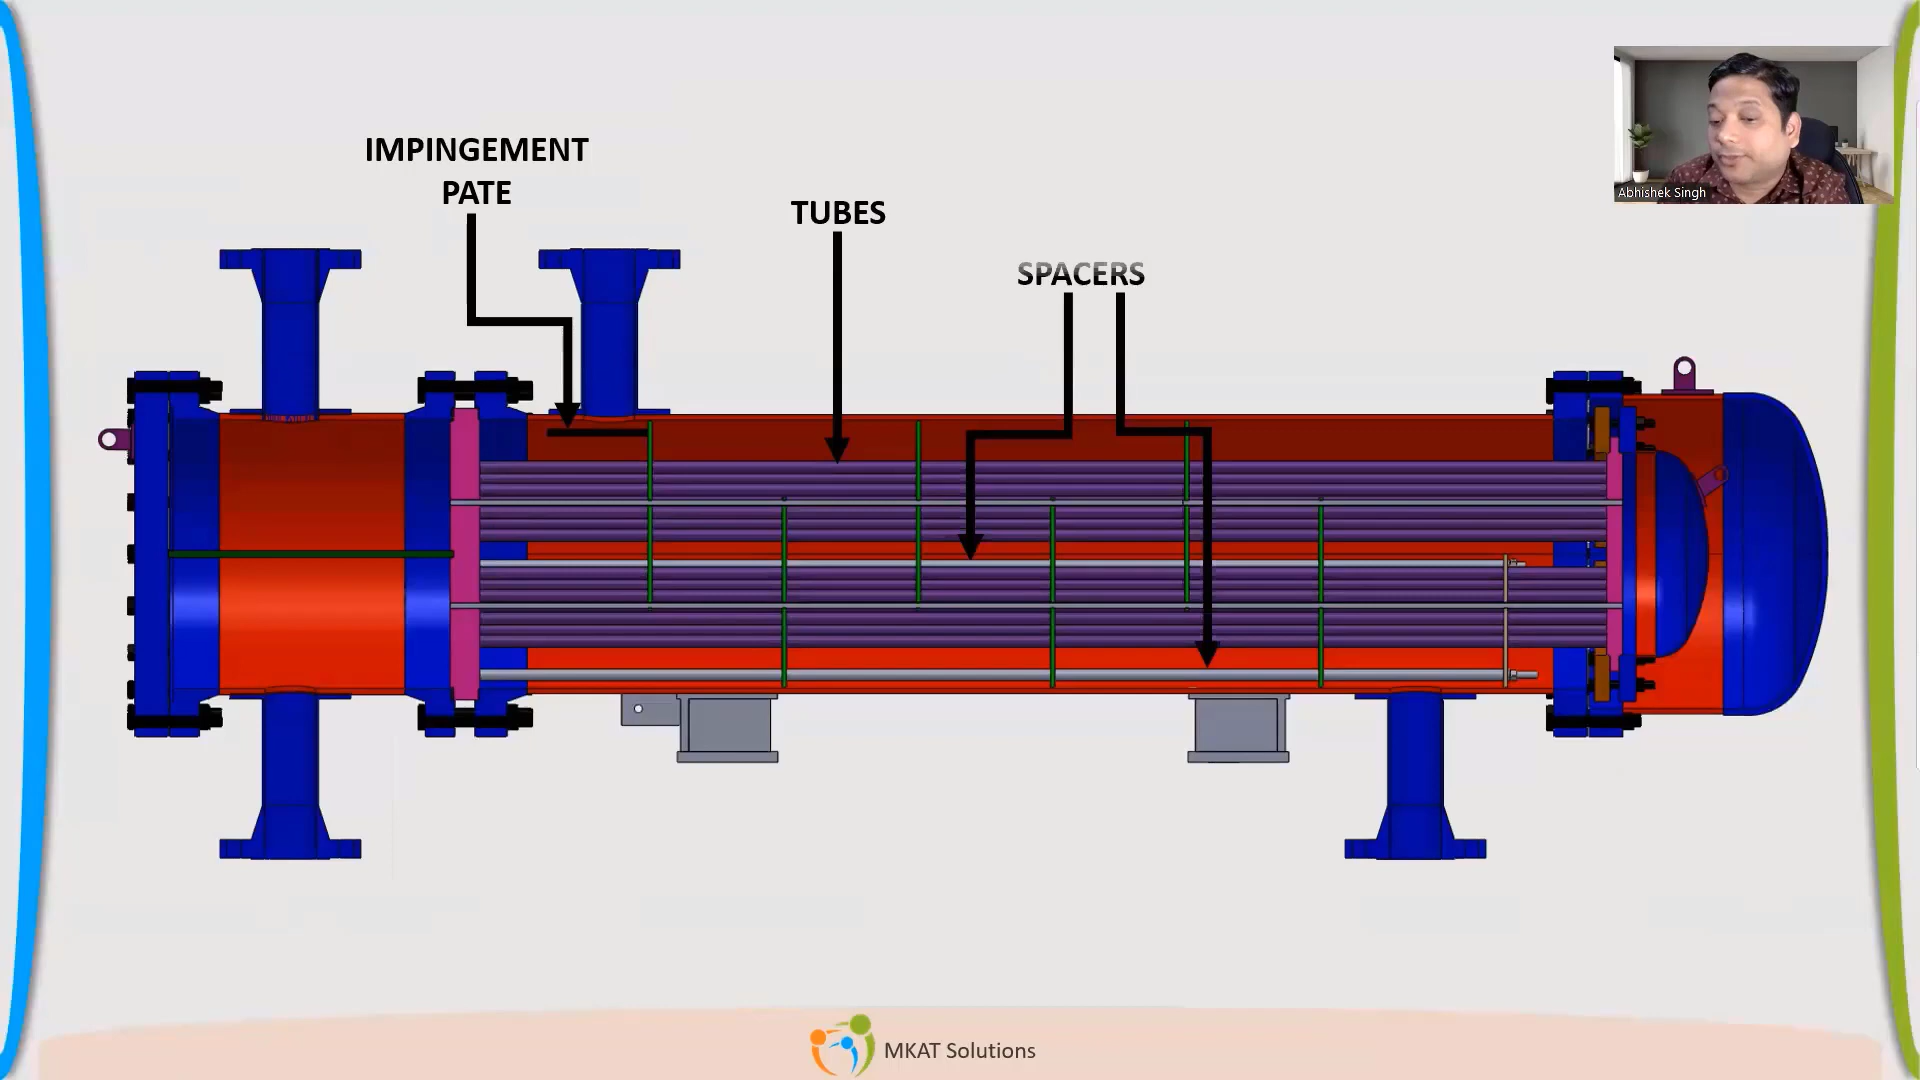 IMPINGEMENT
PATE
TUBES
SPACERS
Abhishek Singh
MKAT Solutions